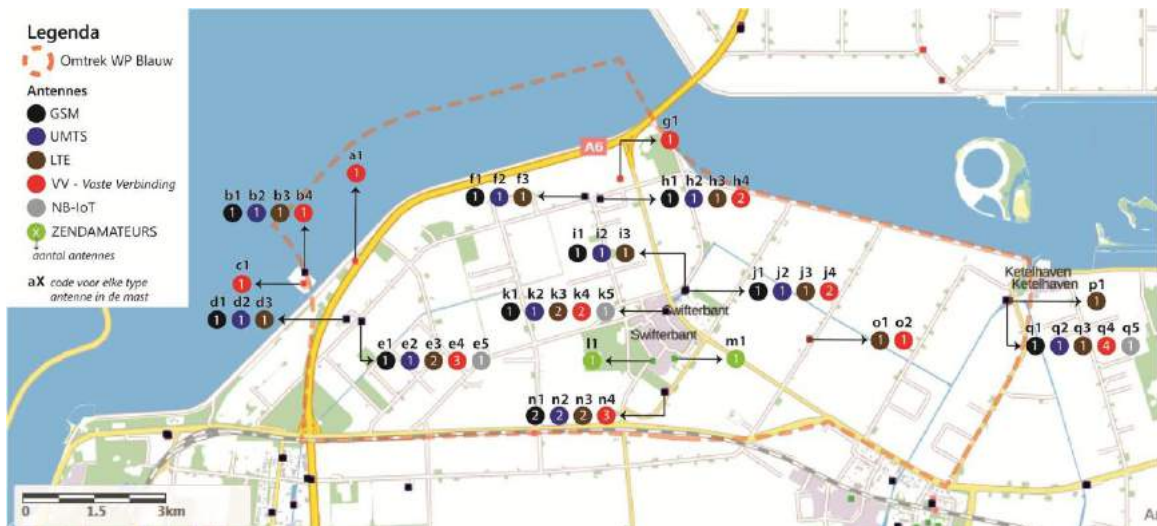 Legenda
Omtrek WP Blauw
Antennes
GSM
UMTS
LTE
VV - Vaste Verbinding
NB-IoT
x ZENDAMATEURS
aantal antennes
aX code voor elke type
antenne in de mast
A6
g1
1
a1
1
f1 f2 f3
1 1 1
h1 h2 h3 h4
1 1 1 2
b1 b2 b3 b4
1 1 1 1
i1 i2 i3
1 1 1
c1
1
j1 j2 j3 j4
1 1 1 2
Ketelhaven
Ketelhaven
p1
1
d1 d2 d3
1 1 1
k1 k2 k3 k4 k5
1 1 2 2 1
Swifterbant
Swifterbant
o1 o2
1 1
q1 q2 q3 q4 q5
1 1 1 4 1
e1 e2 e3 e4 e5
1 1 2 3 1
l1
1
m1
1
n1 n2 n3 n4
2 2 2 3
0 1.5 3km